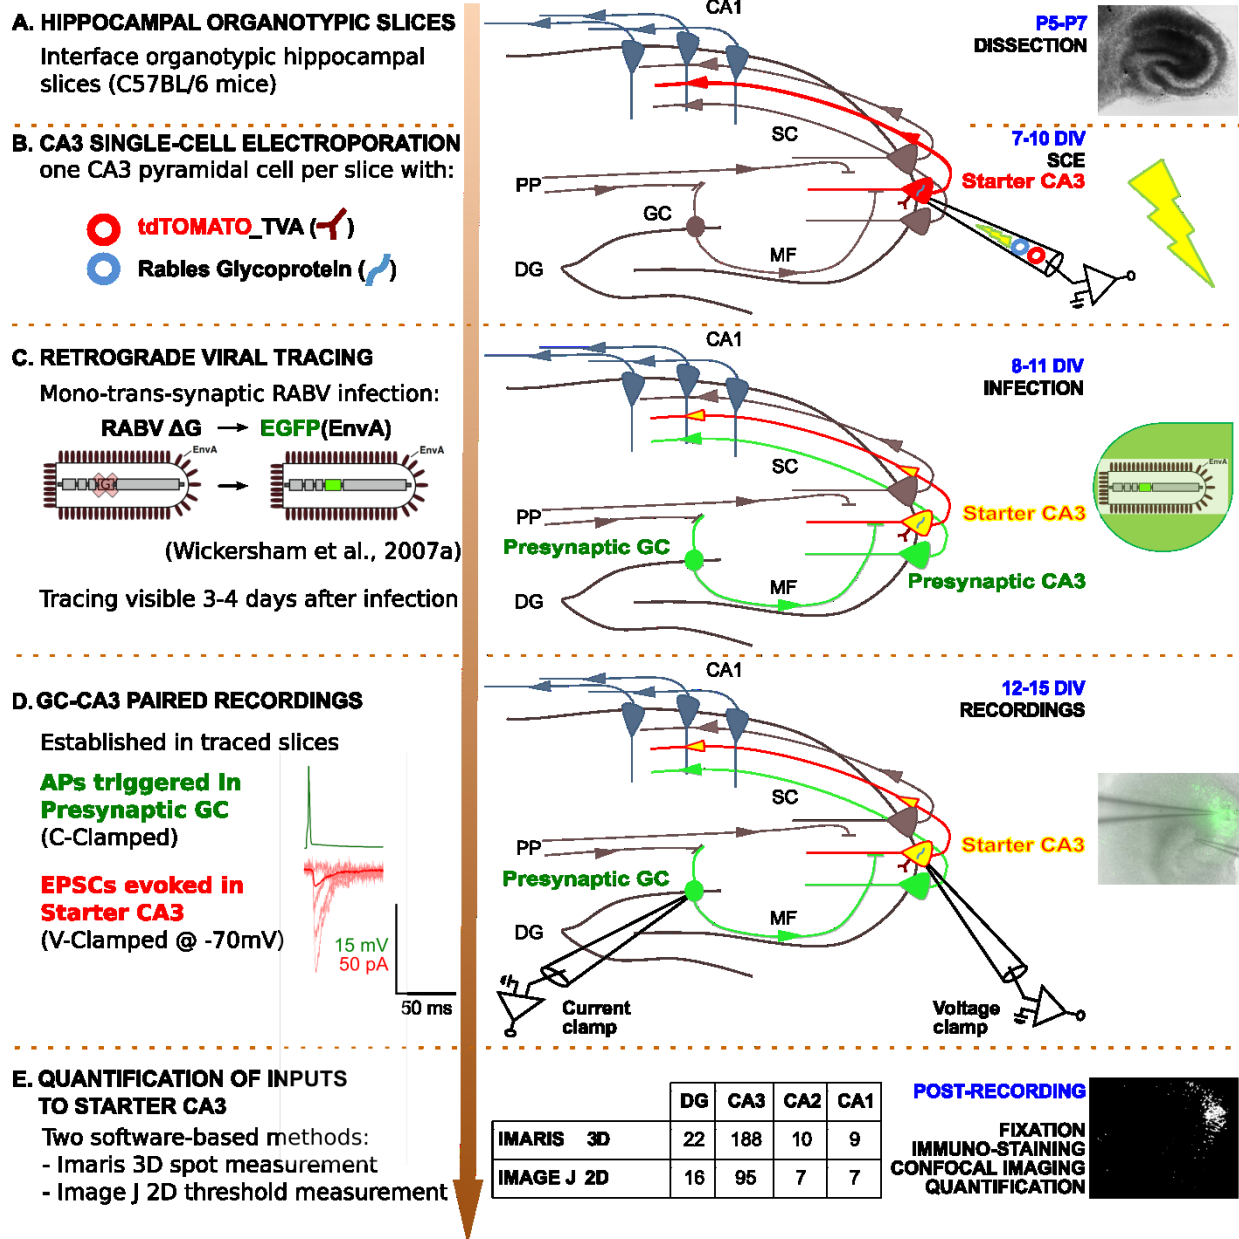 A. HIPPOCAMPAL ORGANOTYPIC SLICES
Interface organotypic hippocampal
slices (C57BL/6 mice)
CA1
P5-P7
DISSECTION
SC
PP
GC
MF
DG
B. CA3 SINGLE-CELL ELECTROPORATION
one CA3 pyramidal cell per slice with:
tdTOMATO_TVA ( )
Rables Glycoprotein ( )
7-10 DIV
SCE
Starter CA3
C. RETROGRADE VIRAL TRACING
Mono-trans-synaptic RABV infection:
RABV ΔG → EGFP(EnvA)
EnvA
EnvA
G
(Wickersham et al., 2007a)
Tracing visible 3-4 days after infection
CA1
8-11 DIV
INFECTION
SC
EnvA
PP
Starter CA3
Presynaptic GC
Presynaptic CA3
MF
DG
D. GC-CA3 PAIRED RECORDINGS
Established in traced slices
APs trIggered In
Presynaptic GC
(C-Clamped)
EPSCs evoked in
Starter CA3
(V-Clamped @ -70mV)
15 mV
50 pA
50 ms
CA1
12-15 DIV
RECORDINGS
SC
PP
Starter CA3
Presynaptic GC
MF
DG
Current
clamp
Voltage
clamp
E. QUANTIFICATION OF INPUTS
TO STARTER CA3
Two software-based methods:
- Imaris 3D spot measurement
- Image J 2D threshold measurement
DG CA3 CA2 CA1
IMARIS 3D 22 188 10 9
IMAGE J 2D 16 95 7 7
POST-RECORDING
FIXATION
IMMUNO-STAINING
CONFOCAL IMAGING
QUANTIFICATION